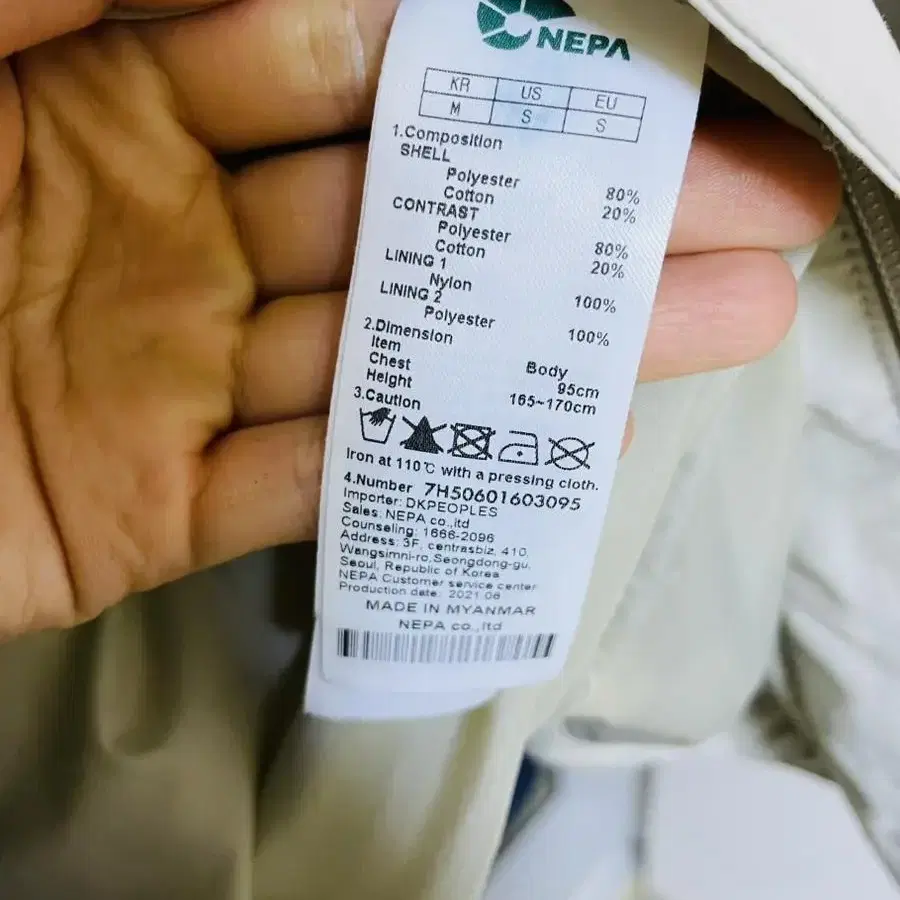 NEPA
KR US EU
M S S
1.Composition
SHELL
Polyester 80%
Cotton 20%
CONTRAST
Polyester 80%
Cotton 20%
LINING 1
Nylon 100%
LINING 2
Polyester 100%
2.Dimension
Item Body
Chest 95cm
Height 165~170cm
3.Caution
Iron at 110℃ with a pressing cloth.
4.Number 7H50601603095
Importer: DKPEOPLES
Sales: NEPA co.,ltd
Counseling: 1666-2096
Address: 3F, centrasbiz, 410,
Wangsimni-ro,Seongdong-gu,
Seoul, Republic of Korea
NEPA Customer service center
Production date: 2021.06
MADE IN MYANMAR
NEPA co.,ltd